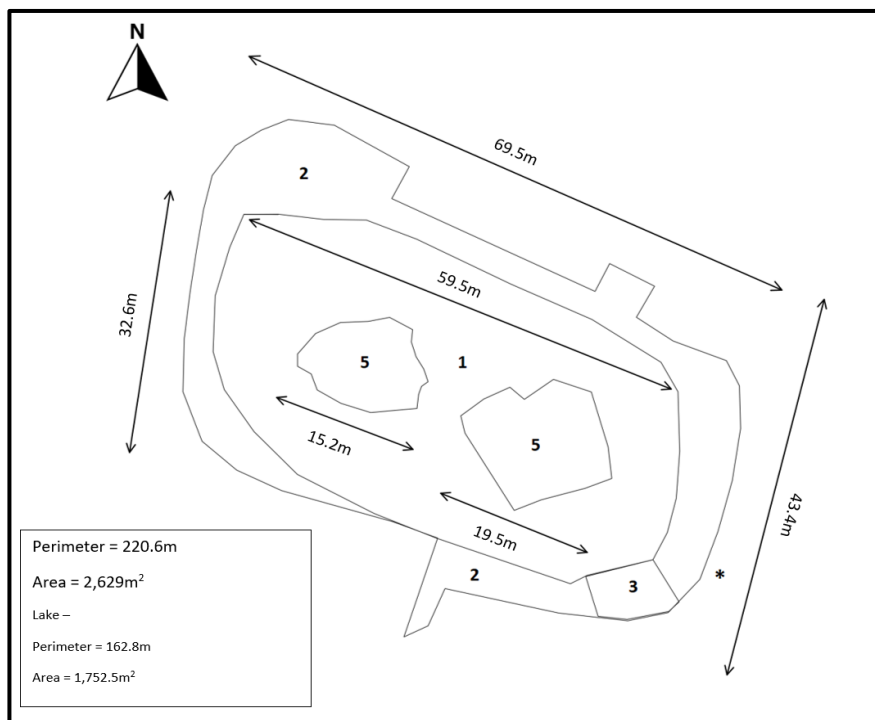 N
69.5m
2
32.6m
59.5m
5
1
15.2m
5
43.4m
19.5m
2
3
*
Perimeter = 220.6m
Area = 2,629m²
Lake –
Perimeter = 162.8m
Area = 1,752.5m²